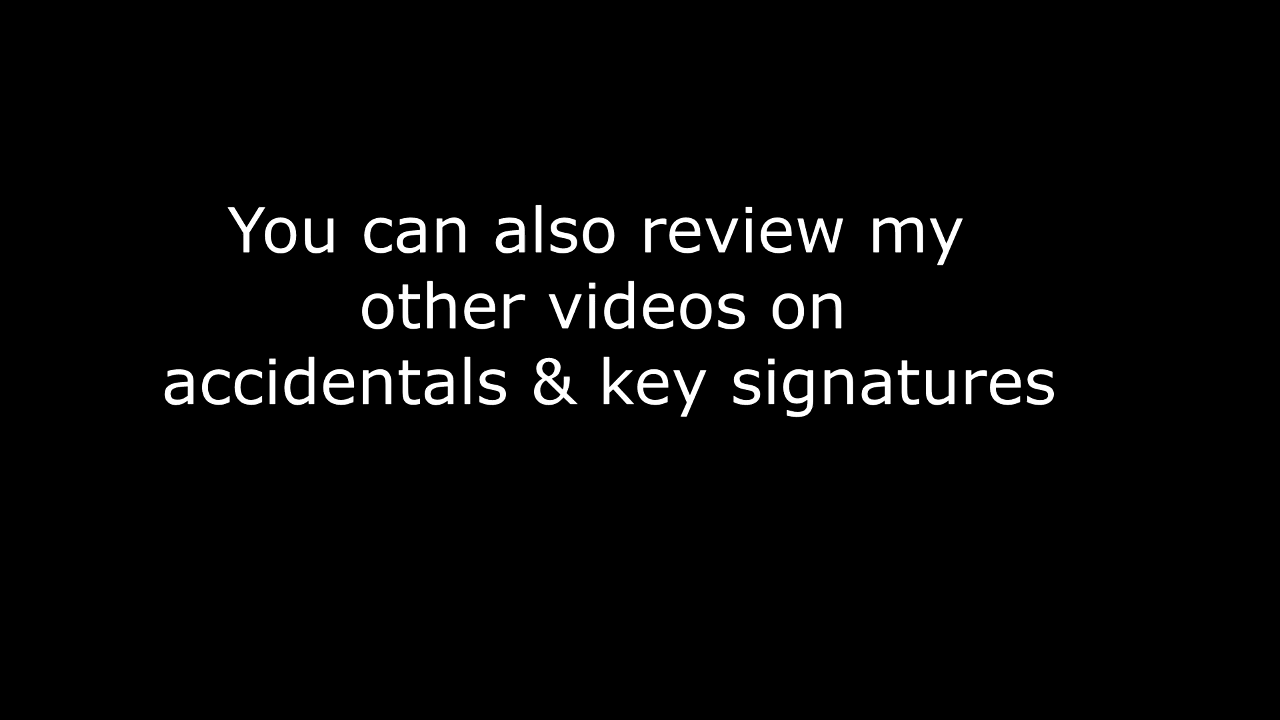 You can also review my
other videos on
accidentals & key signatures